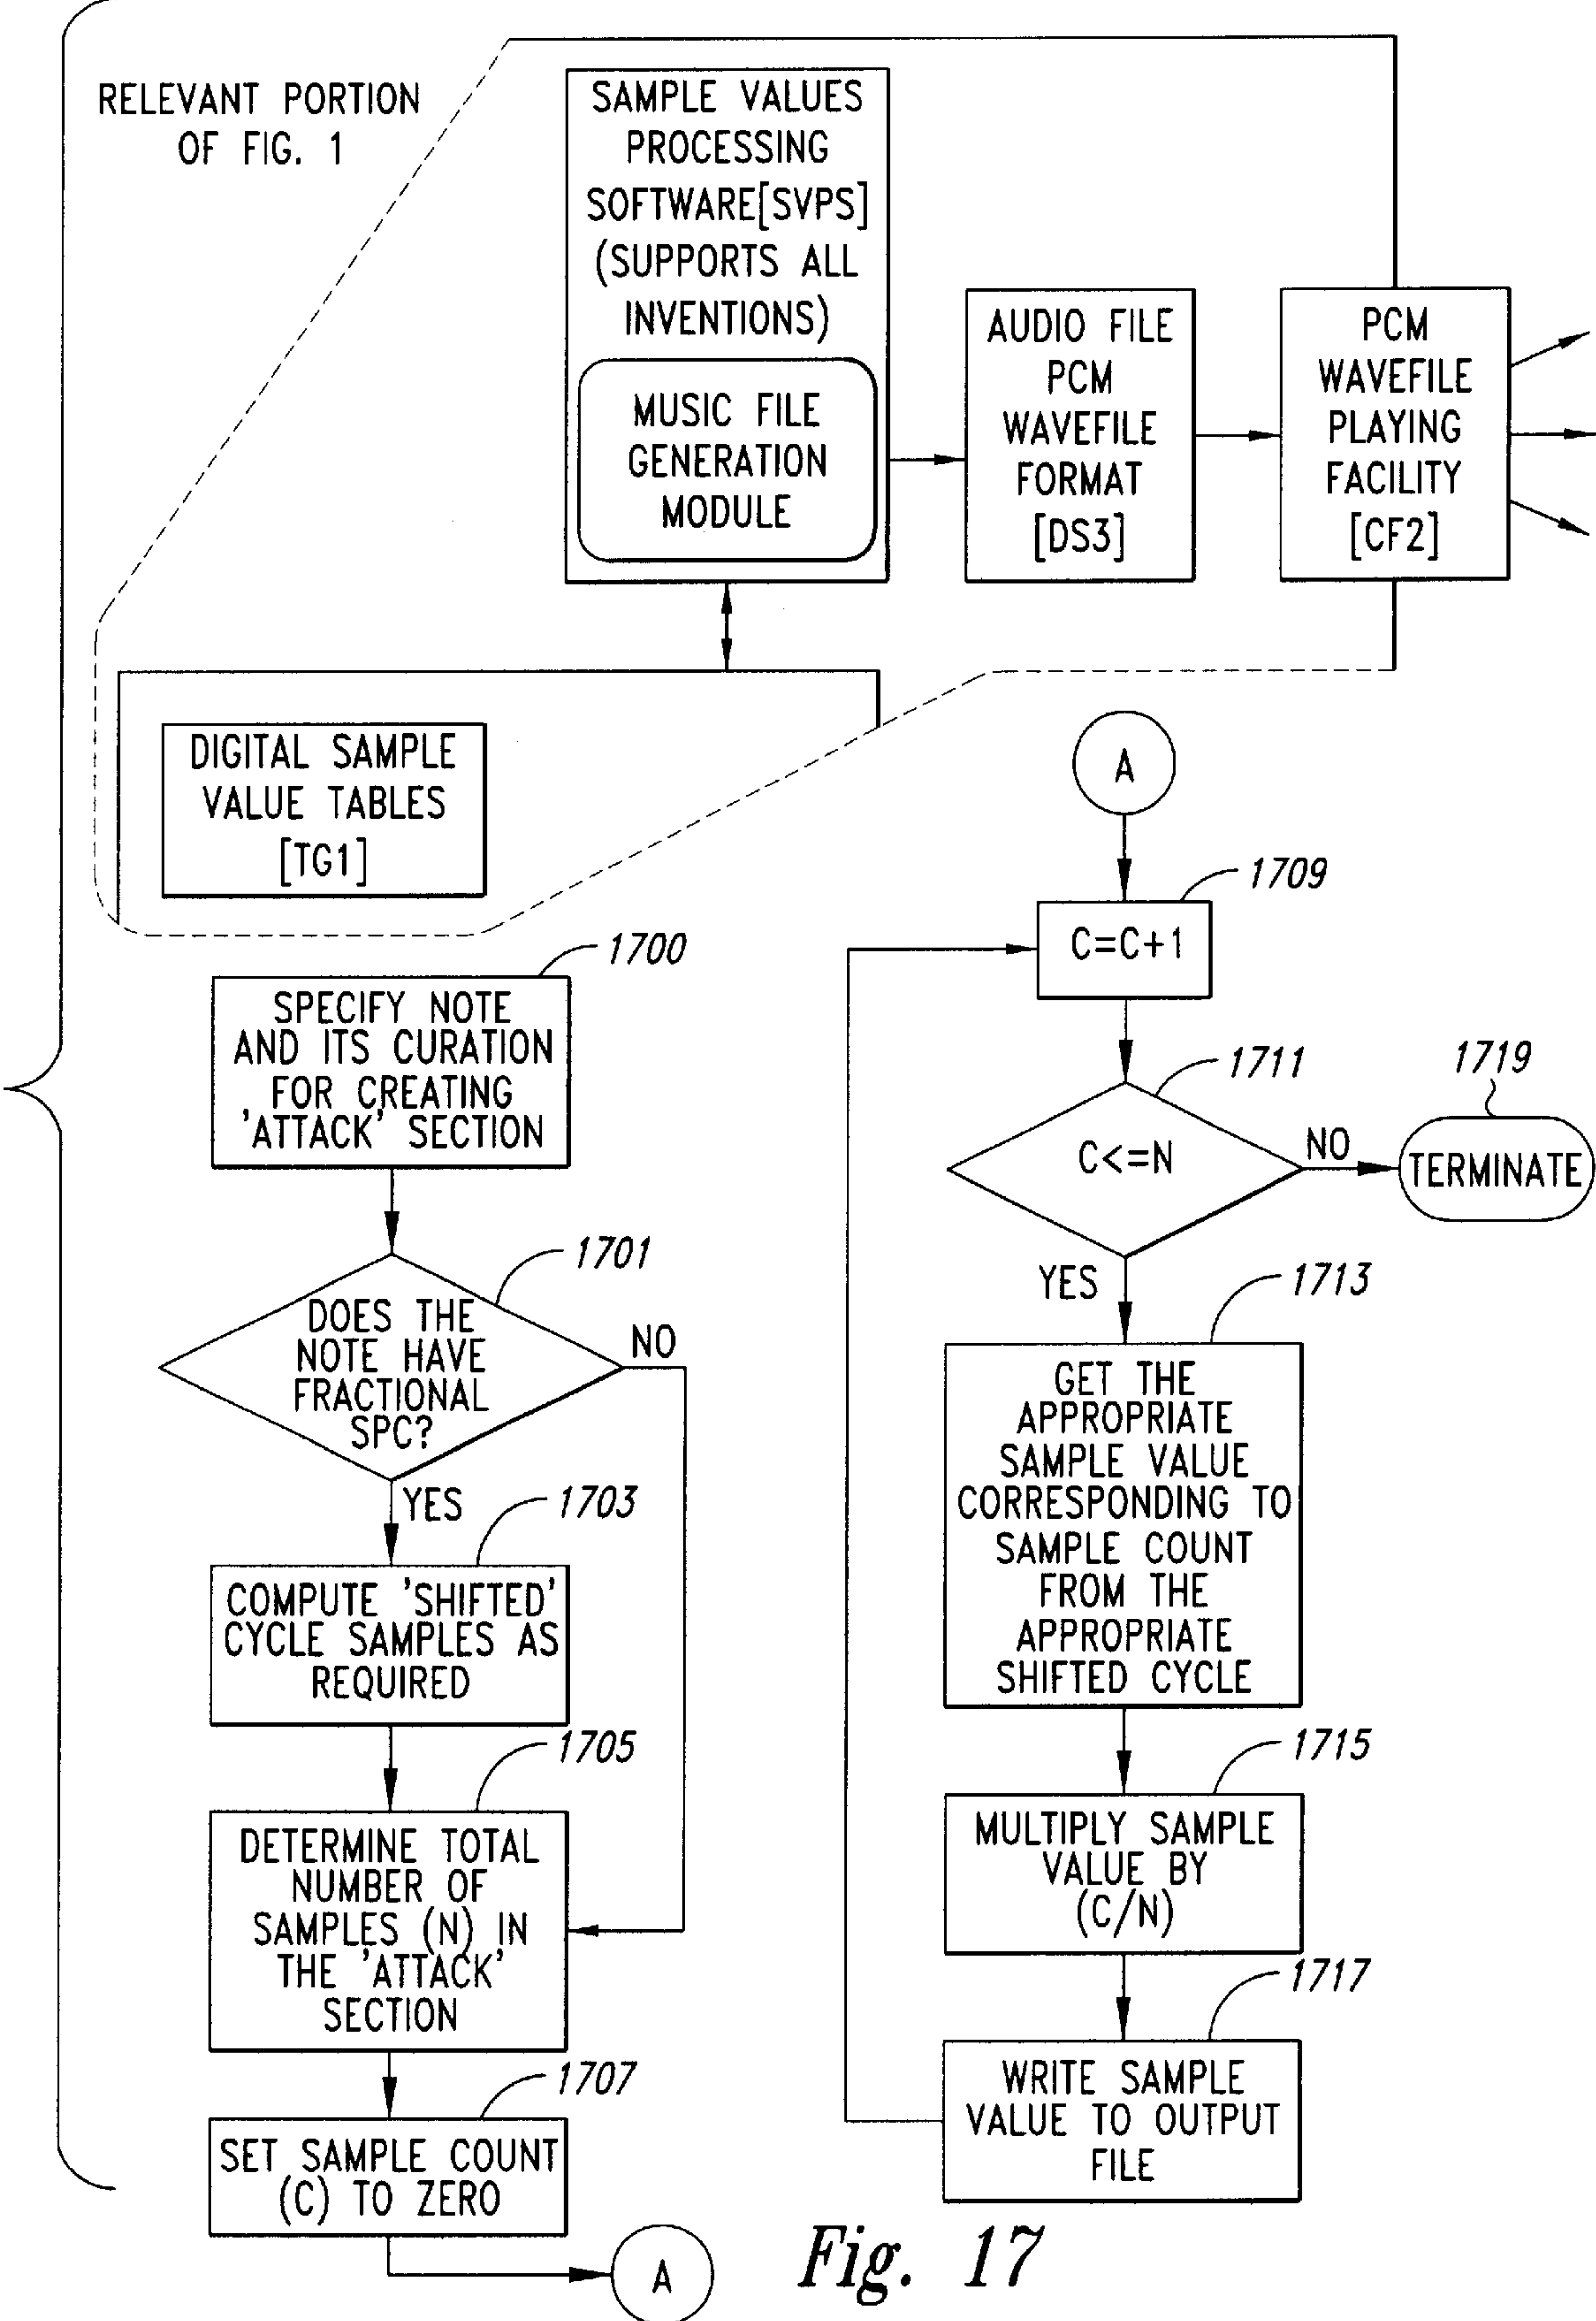 RELEVANT PORTION
OF FIG. 1
SAMPLE VALUES
PROCESSING
SOFTWARE[SVPS]
(SUPPORTS ALL
INVENTIONS)
MUSIC FILE
GENERATION
MODULE
AUDIO FILE
PCM
WAVEFILE
FORMAT
[DS3]
PCM
WAVEFILE
PLAYING
FACILITY
[CF2]
DIGITAL SAMPLE
VALUE TABLES
[TG1]
1700
SPECIFY NOTE
AND ITS CURATION
FOR CREATING
'ATTACK' SECTION
1701
DOES THE
NOTE HAVE
FRACTIONAL
SPC?
NO
YES
1703
COMPUTE 'SHIFTED'
CYCLE SAMPLES AS
REQUIRED
1705
DETERMINE TOTAL
NUMBER OF
SAMPLES (N) IN
THE 'ATTACK'
SECTION
1707
SET SAMPLE COUNT
(C) TO ZERO
A
A
1709
C=C+1
1711
C<=N
NO
1719
TERMINATE
YES
1713
GET THE
APPROPRIATE
SAMPLE VALUE
CORRESPONDING TO
SAMPLE COUNT
FROM THE
APPROPRIATE
SHIFTED CYCLE
1715
MULTIPLY SAMPLE
VALUE BY
(C/N)
1717
WRITE SAMPLE
VALUE TO OUTPUT
FILE
Fig. 17